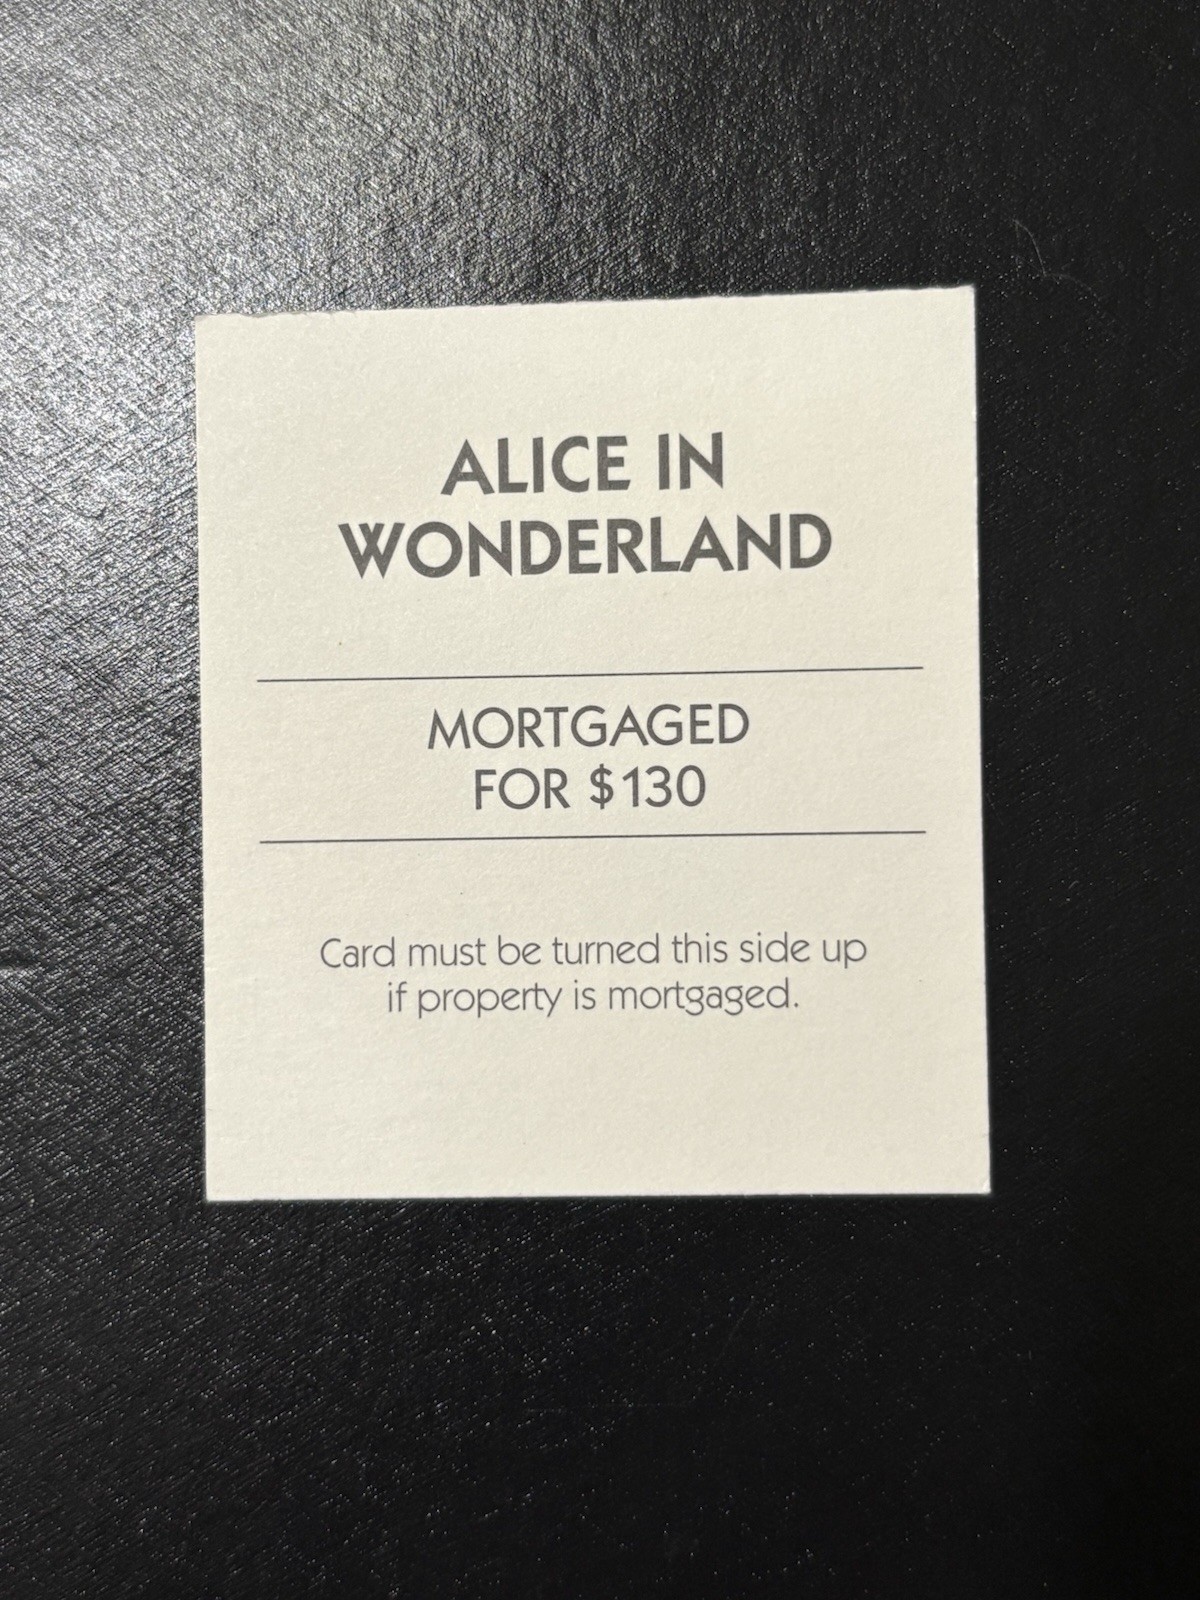 ALICE IN
WONDERLAND
MORTGAGED
FOR $130
Card must be turned this side up
if property is mortgaged.